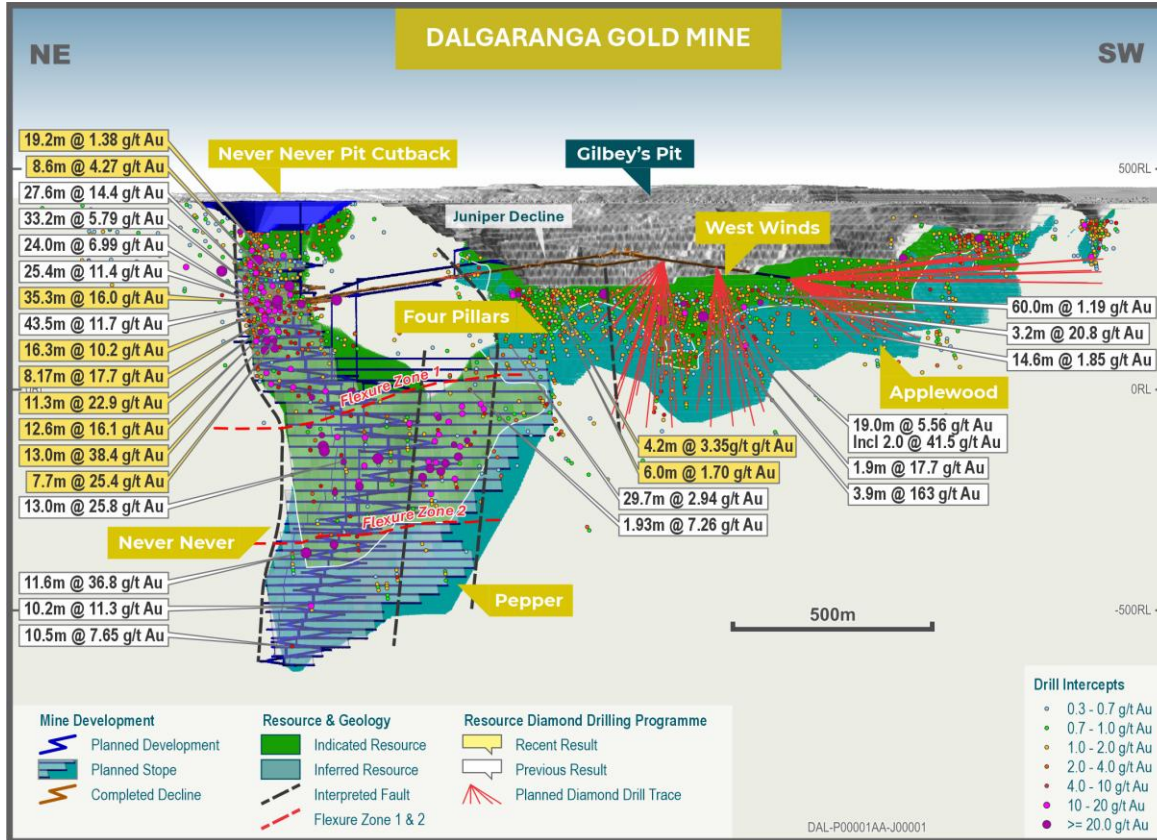 DALGARANGA GOLD MINE
NE
SW
Never Never Pit Cutback
Gilbey's Pit
500RL
Juniper Decline
West Winds
19.2m @ 1.38 g/t Au
8.6m @ 4.27 g/t Au
27.6m @ 14.4 g/t Au
33.2m @ 5.79 g/t Au
24.0m @ 6.99 g/t Au
25.4m @ 11.4 g/t Au
35.3m @ 16.0 g/t Au
43.5m @ 11.7 g/t Au
16.3m @ 10.2 g/t Au
8.17m @ 17.7 g/t Au
11.3m @ 22.9 g/t Au
12.6m @ 16.1 g/t Au
13.0m @ 38.4 g/t Au
7.7m @ 25.4 g/t Au
13.0m @ 25.8 g/t Au
Never Never
11.6m @ 36.8 g/t Au
10.2m @ 11.3 g/t Au
10.5m @ 7.65 g/t Au
Four Pillars
Flexure Zone 1
Flexure Zone 2
Pepper
4.2m @ 3.35g/t g/t Au
6.0m @ 1.70 g/t Au
29.7m @ 2.94 g/t Au
1.93m @ 7.26 g/t Au
60.0m @ 1.19 g/t Au
3.2m @ 20.8 g/t Au
14.6m @ 1.85 g/t Au
Applewood
0RL
19.0m @ 5.56 g/t Au
Incl 2.0 @ 41.5 g/t Au
1.9m @ 17.7 g/t Au
3.9m @ 163 g/t Au
-500RL
500m
Mine Development
Planned Development
Planned Stope
Completed Decline
Resource & Geology
Indicated Resource
Inferred Resource
Interpreted Fault
Flexure Zone 1 & 2
Resource Diamond Drilling Programme
Recent Result
Previous Result
Planned Diamond Drill Trace
Drill Intercepts
0.3 - 0.7 g/t Au
0.7 - 1.0 g/t Au
1.0 - 2.0 g/t Au
2.0 - 4.0 g/t Au
4.0 - 10 g/t Au
10 - 20 g/t Au
>= 20.0 g/t Au
DAL-P00001AA-J00001